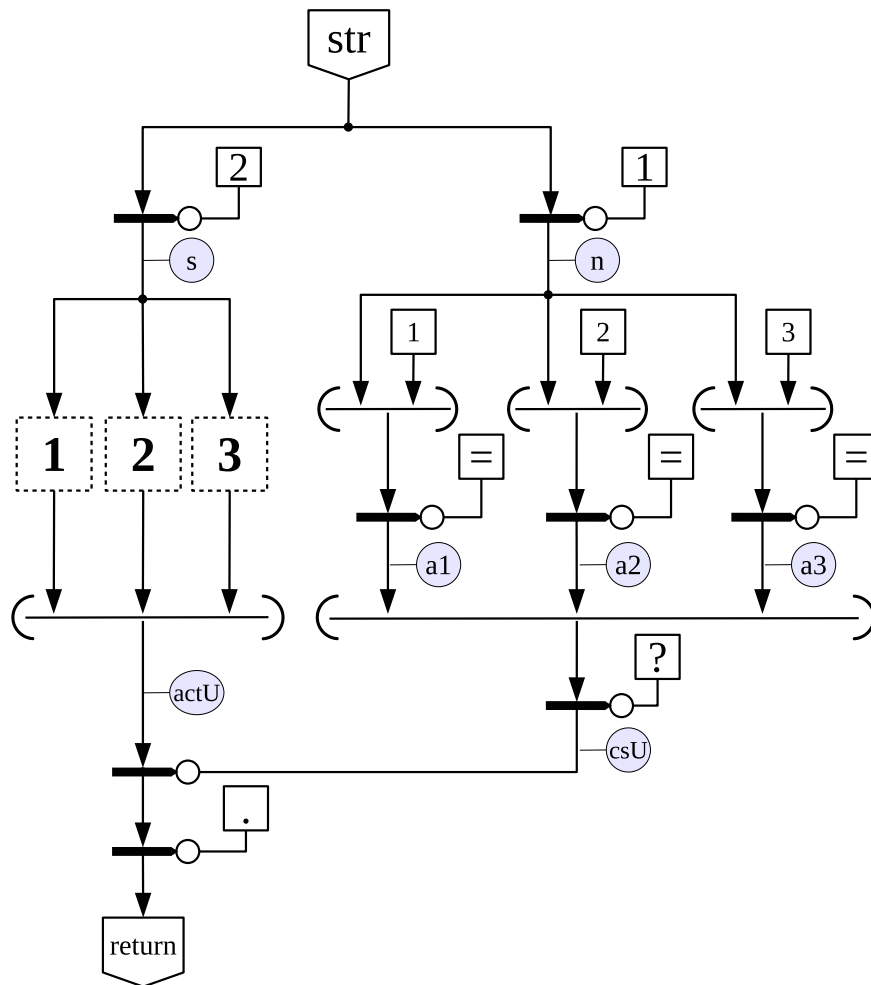 str
2 1
s n
1 2 3
1 2 3
= = =
a1 a2 a3
?
actU
csU
.
return